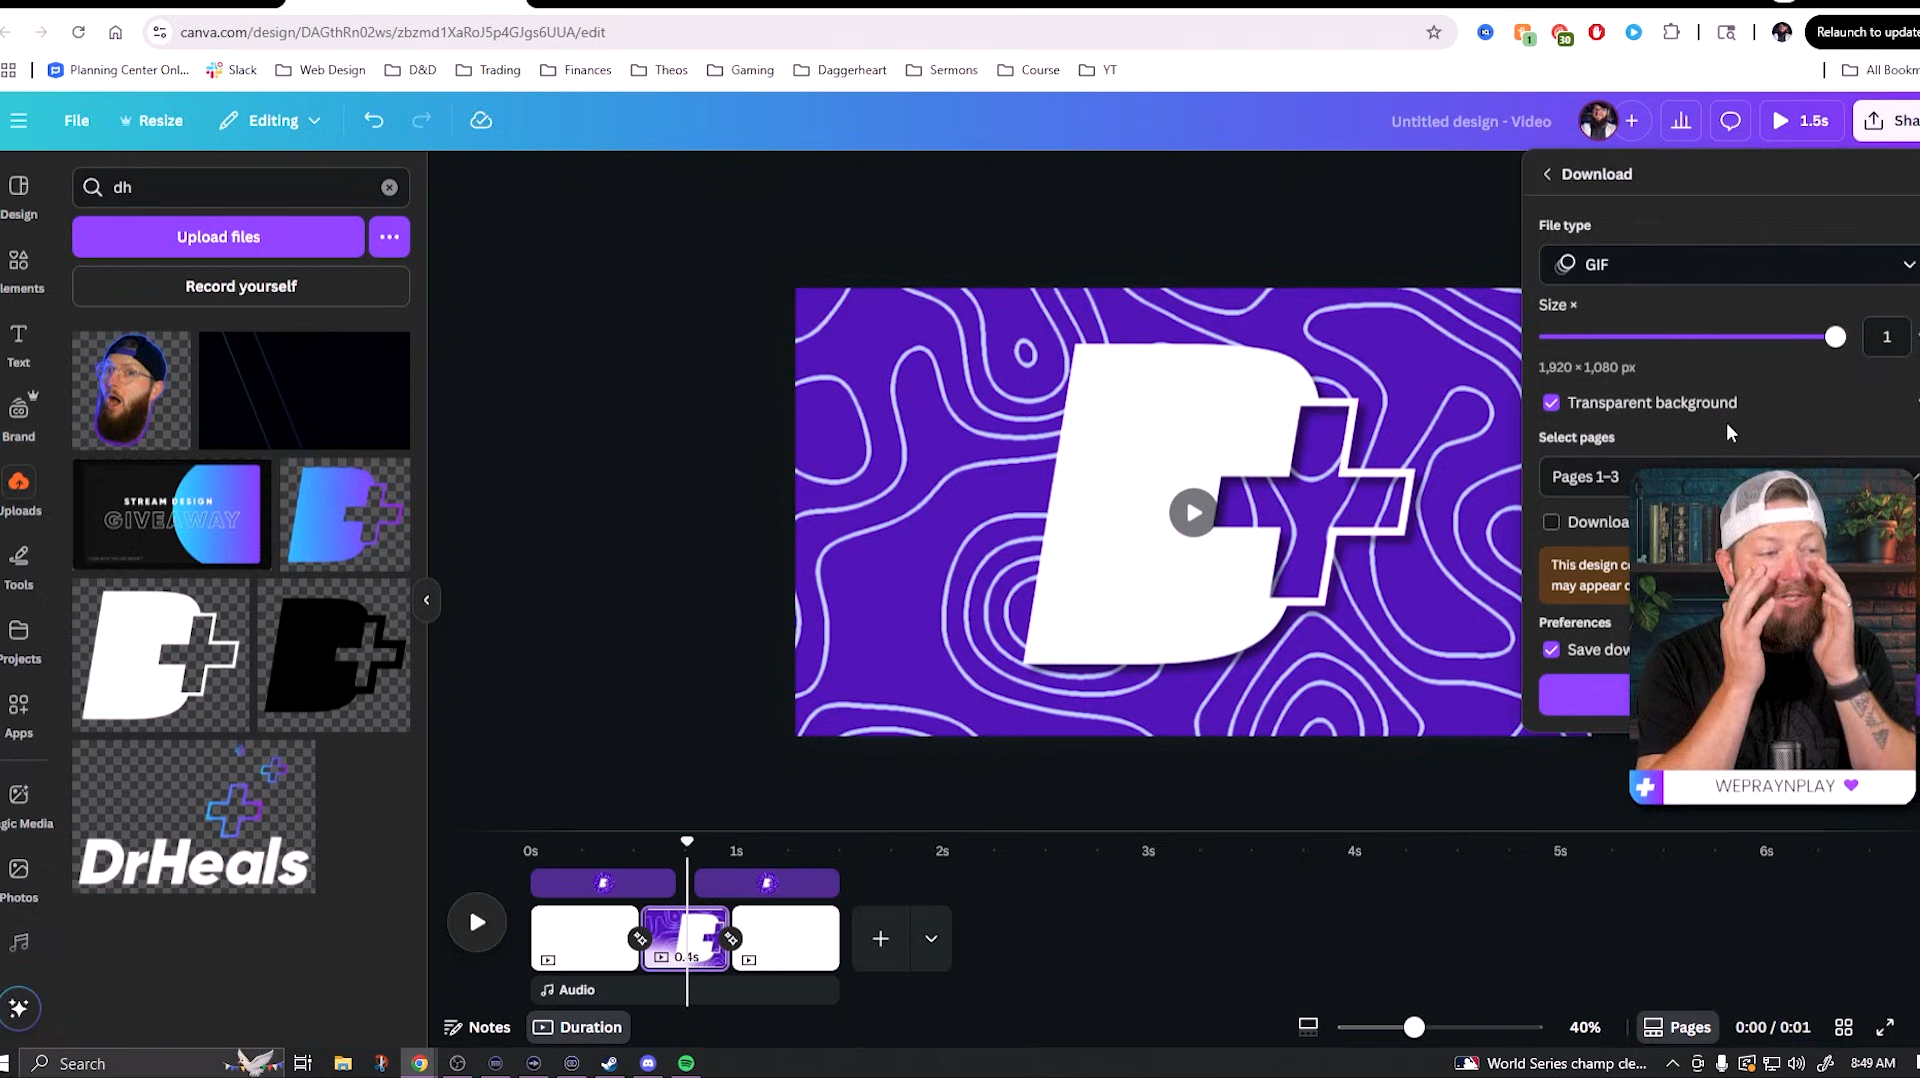 canva.com/design/DAGthRn02ws/zbzmd1XaRoJ5p4GJgs6UUA/edit
1
30
Relaunch to update
Planning Center Onl...
Slack
Web Design
D&D
Trading
Finances
Theos
Gaming
Daggerheart
Sermons
Course
YT
All Bookm
File
Resize
Editing
Untitled design - Video
1.5s
Sha
dh
Upload files
Record yourself
Design
lements
Text
Brand
Uploads
Tools
Projects
Apps
gic Media
Photos
STREAM DESIGN
GIVEAWAY
DrHeals
Download
File type
GIF
Size ×
1
1,920 × 1,080 px
Transparent background
Select pages
Pages 1–3
Downloa
This design c
may appear c
Preferences
Save dow
WEPRAYNPLAY
0s
1s
2s
3s
4s
5s
6s
0.4s
Audio
Notes
Duration
40%
Pages
0:00 / 0:01
Search
World Series champ cle...
8:49 AM